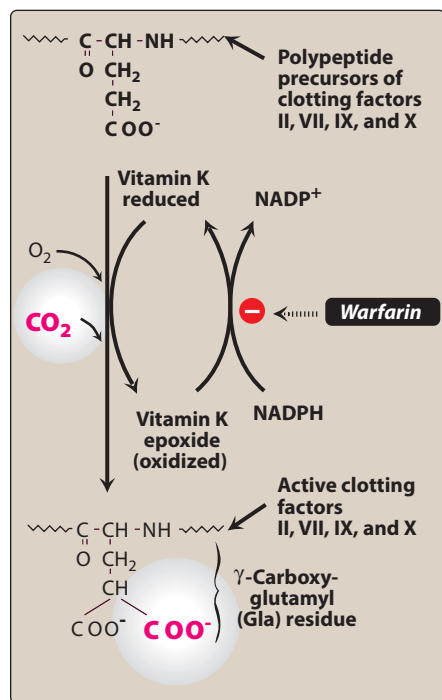 C-CH-NH
O CH₂
CH₂
COO⁻
Polypeptide
precursors of
clotting factors
II, VII, IX, and X
Vitamin K
reduced
NADP⁺
O₂
CO₂
Warfarin
Vitamin K
epoxide
(oxidized)
NADPH
Active clotting
factors
II, VII, IX, and X
C-CH-NH
O CH₂
CH
COO⁻ COO⁻
γ-Carboxy-
glutamyl
(Gla) residue